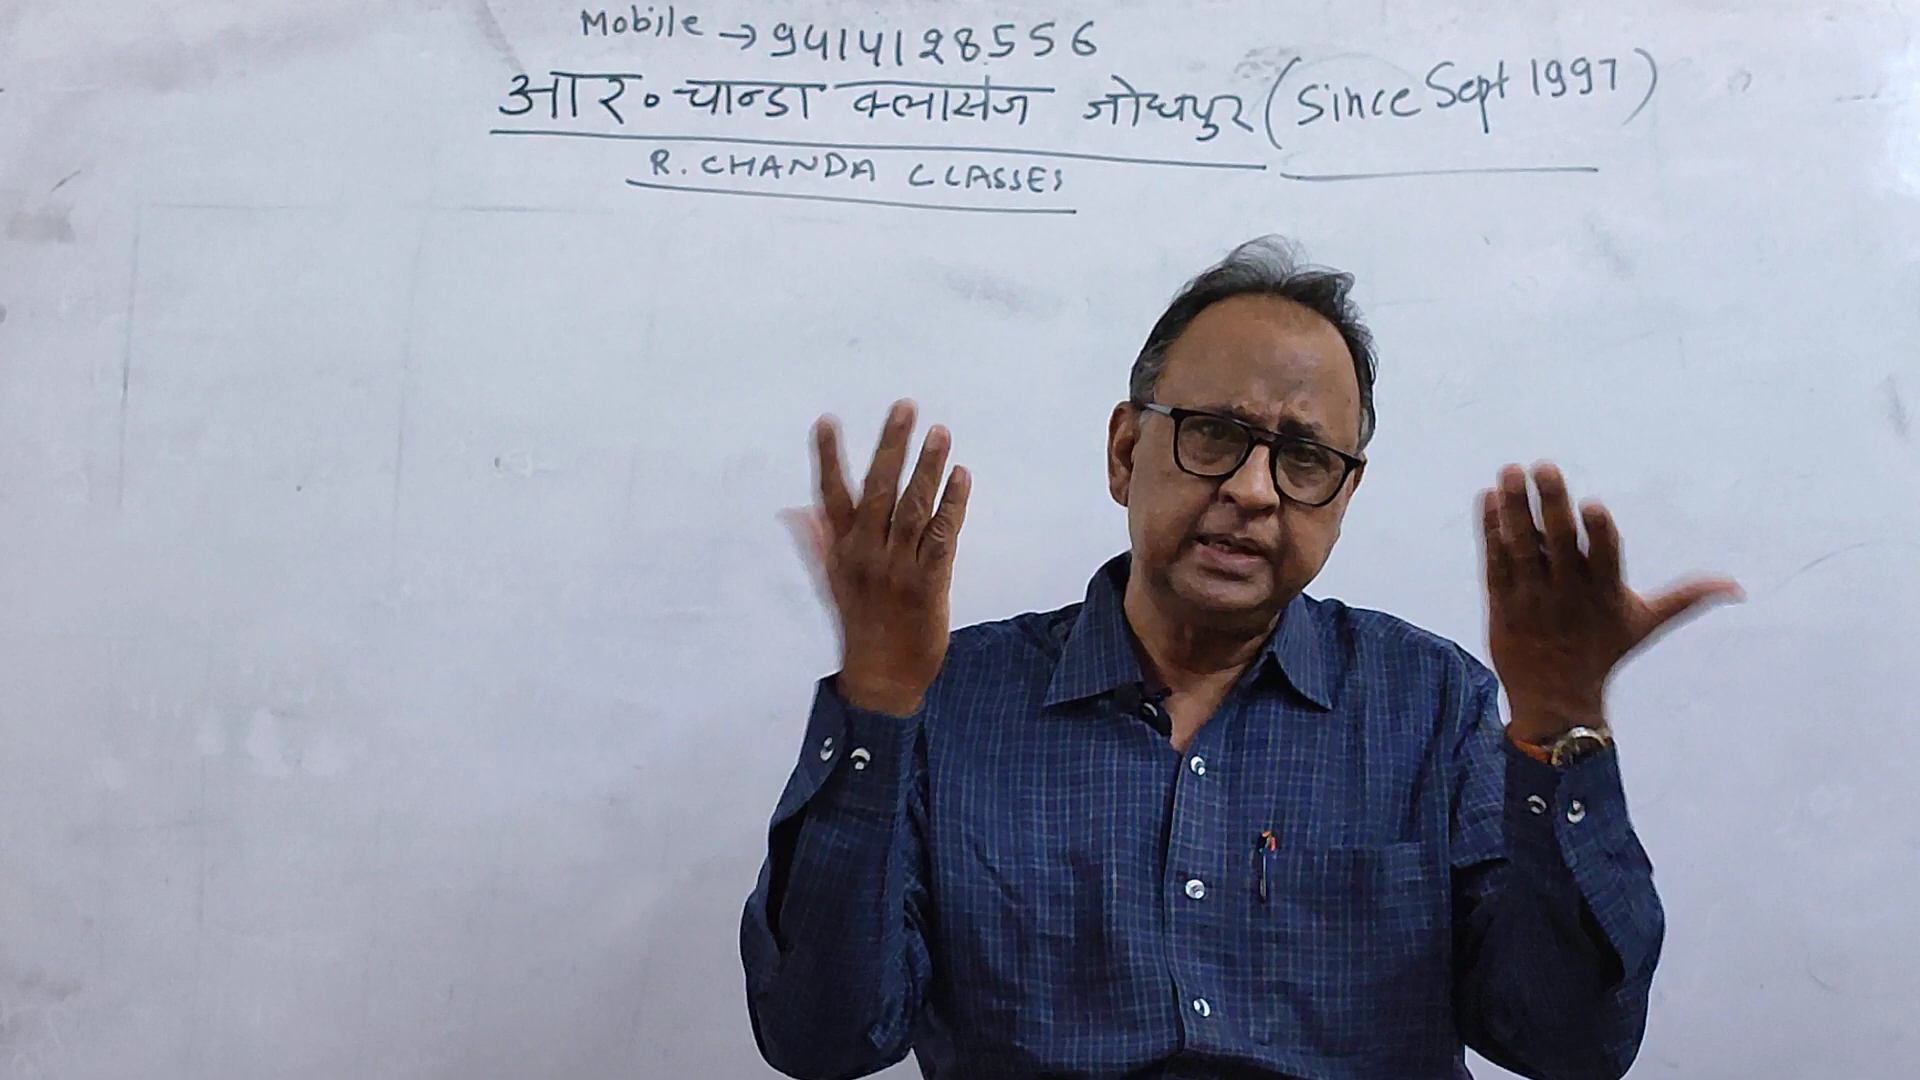 Mobile → 9414128556
आर॰ चान्डा क्लासेज जोधपुर (Since Sept 1997)
R. CHANDA CLASSES